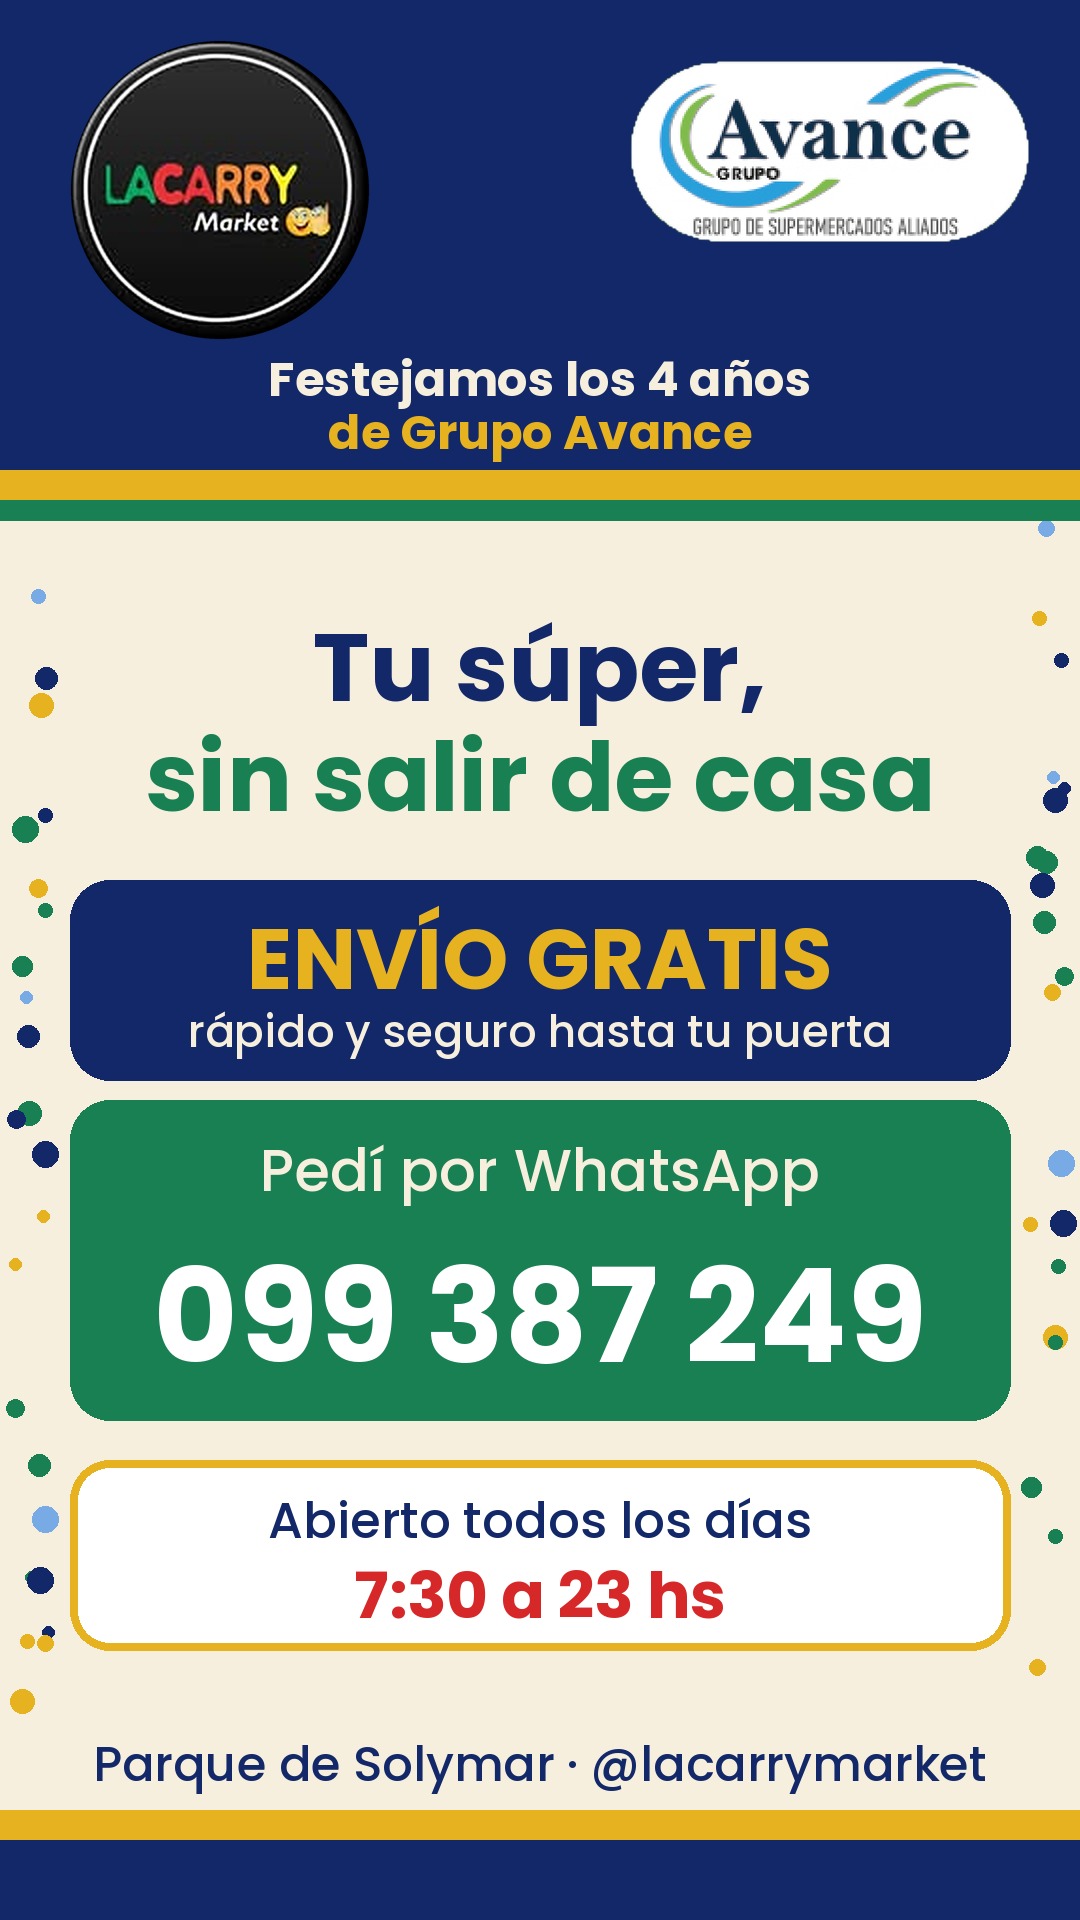 LACARRY
Market
Avance
GRUPO
GRUPO DE SUPERMERCADOS ALIADOS
Festejamos los 4 años
de Grupo Avance
Tu súper,
sin salir de casa
ENVÍO GRATIS
rápido y seguro hasta tu puerta
Pedí por WhatsApp
099 387 249
Abierto todos los días
7:30 a 23 hs
Parque de Solymar · @lacarrymarket